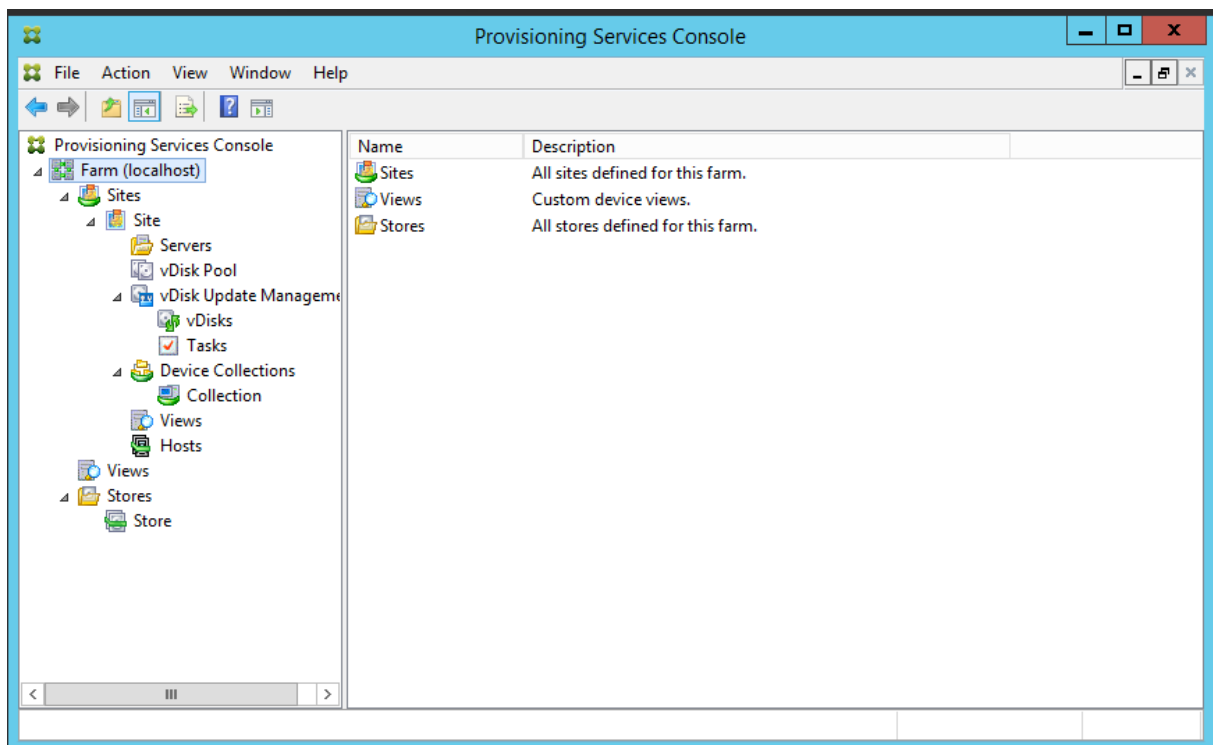 Provisioning Services Console
File Action View Window Help
Provisioning Services Console
Farm (localhost)
Sites
Site
Servers
vDisk Pool
vDisk Update Manageme
vDisks
Tasks
Device Collections
Collection
Views
Hosts
Views
Stores
Store
Name Description
Sites All sites defined for this farm.
Views Custom device views.
Stores All stores defined for this farm.